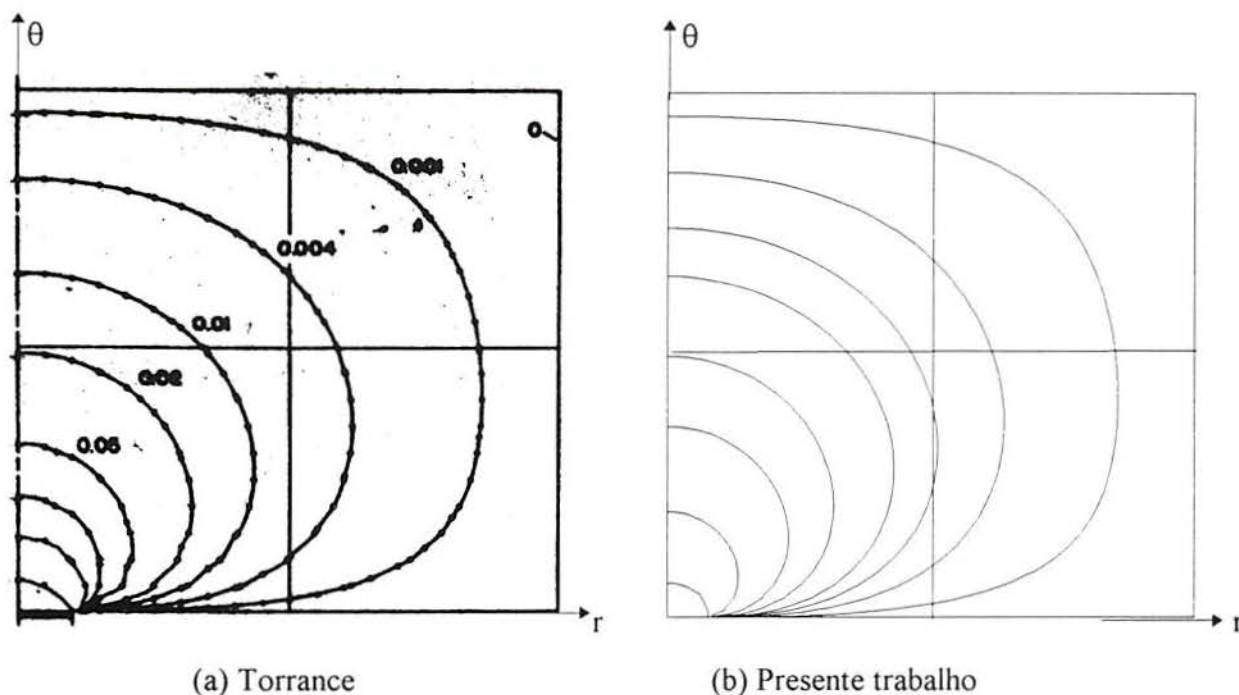 θ
θ
0
0.001
0.004
0.01
0.02
0.05
r
r
(a) Torrance
(b) Presente trabalho